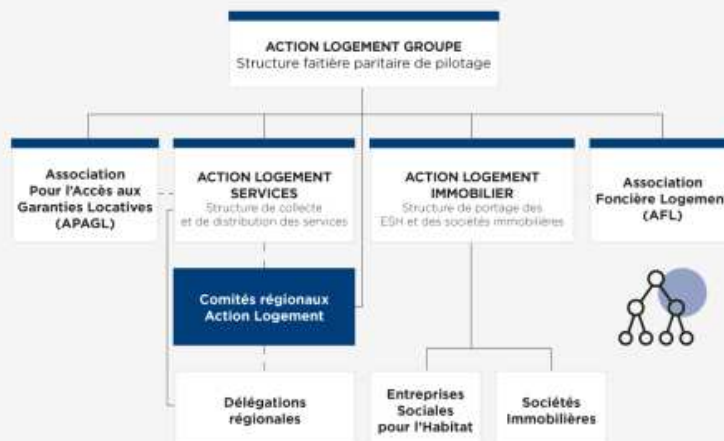 ACTION LOGEMENT GROUPE
Structure faîtière paritaire de pilotage
Association
Pour l'Accès aux
Garanties Locatives
(APAGL)
ACTION LOGEMENT
SERVICES
Structure de collecte
et de distribution des services
ACTION LOGEMENT
IMMOBILIER
Structure de portage des
ESH et des sociétés immobilières
Association
Foncière Logement
(AFL)
Comités régionaux
Action Logement
Délégations
régionales
Entreprises
Sociales
pour l'Habitat
Sociétés
Immobilières